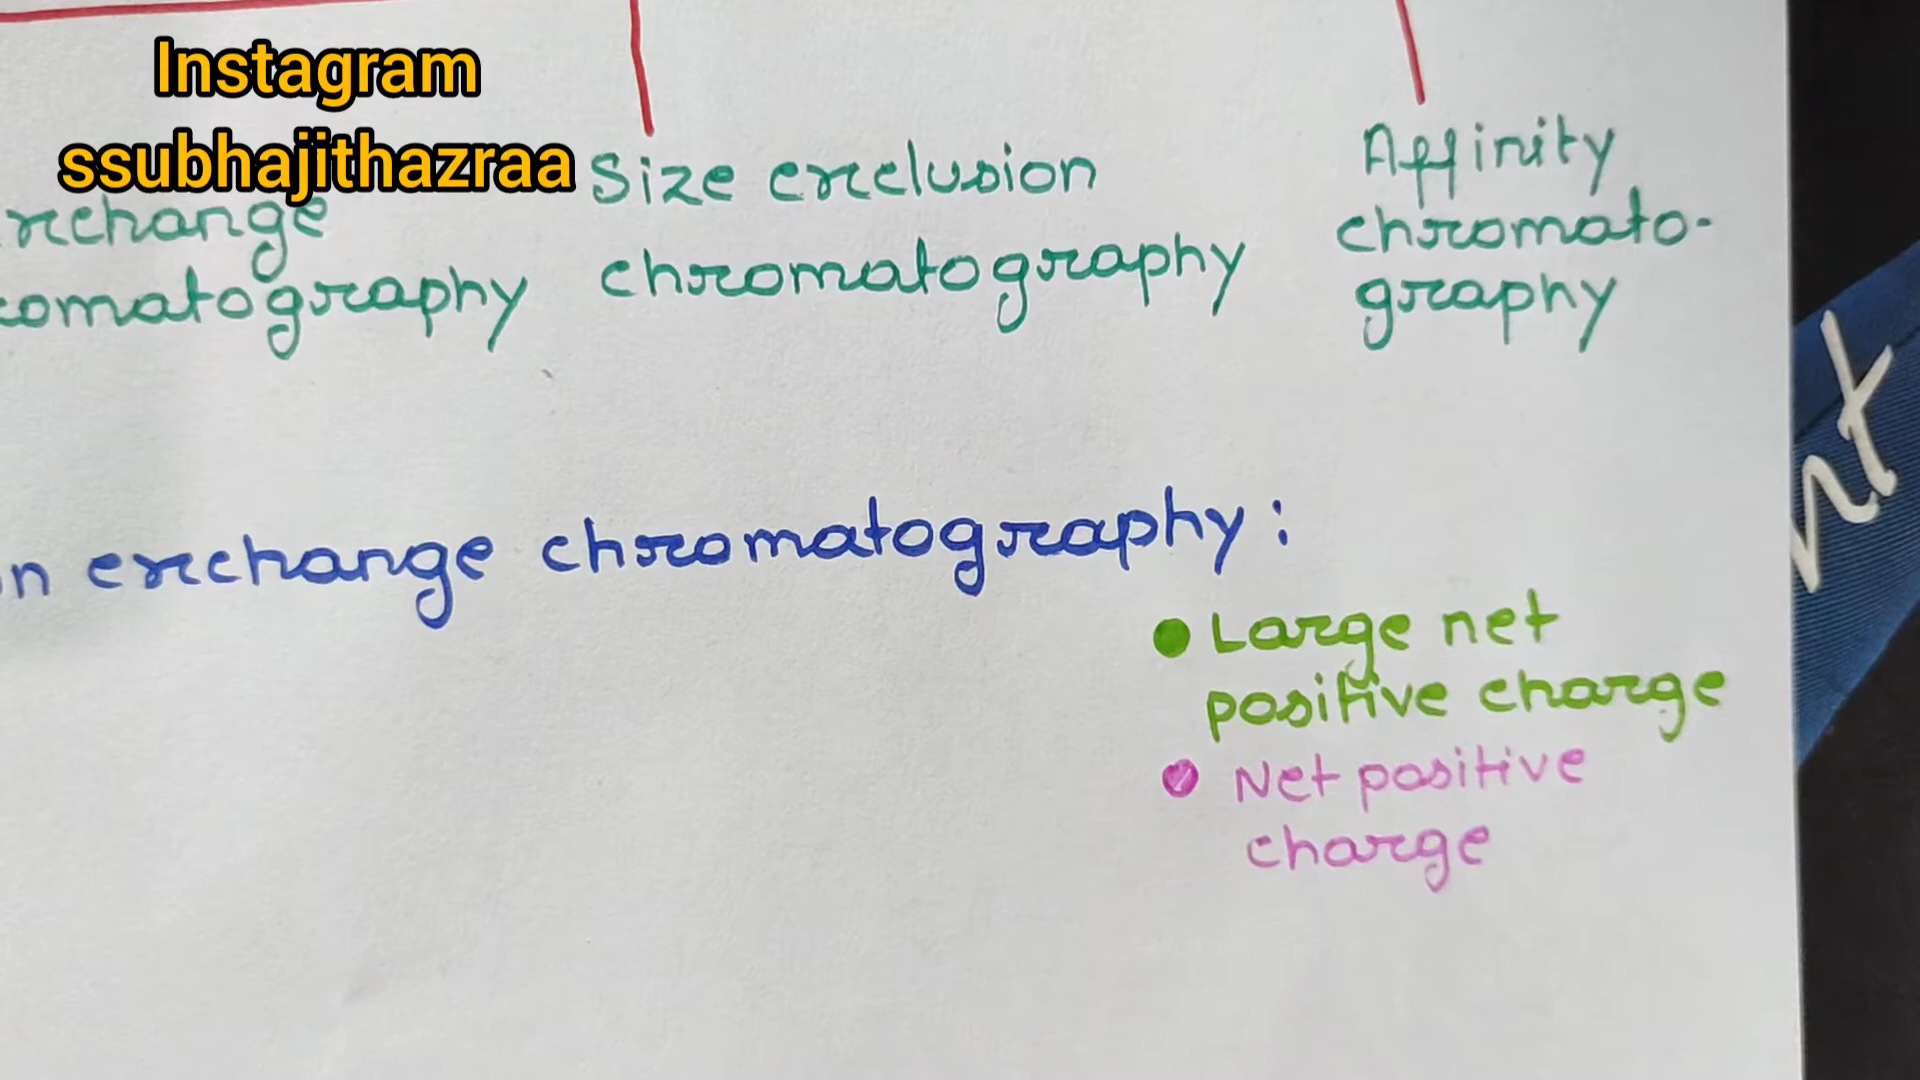 Instagram
ssubhajithazraa
xchange
Size exclusion
Affinity
omatography
chromatography
chromato-
graphy
n exchange chromatography:
Large net
positive charge
Net positive
charge
nt